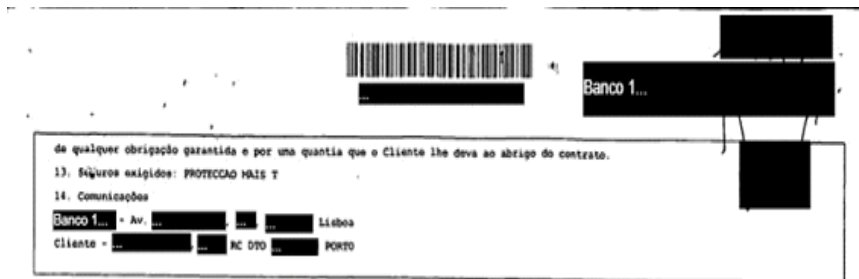 ...
Banco 1...
de qualquer obrigação garantida e por uma quantia que o Cliente lhe deva ao abrigo do contrato.
13. Seguros exigidos: PROTECCAO MAIS T
14. Comunicações
Banco 1... - Av. ..., ..., ... Lisboa
Cliente - ..., ... RC DTO ... PORTO